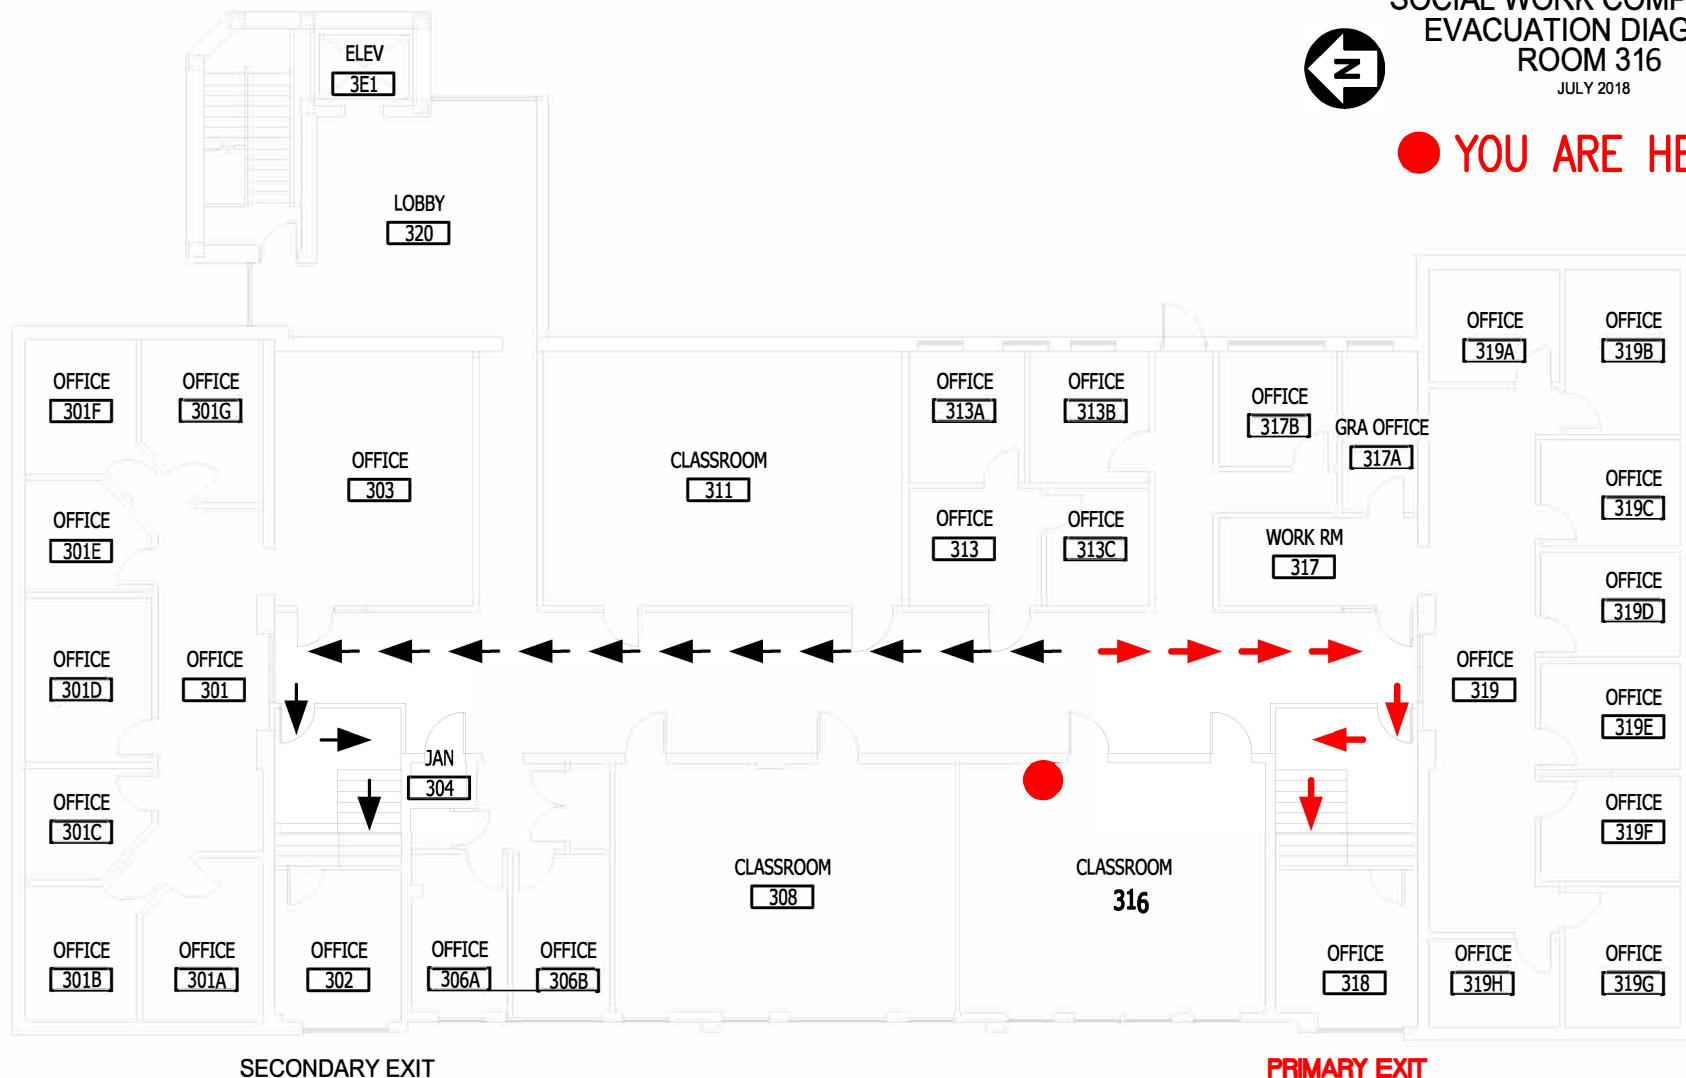 SOCIAL WORK
EVACUATION
ROOM 316
JULY 2018
N
YOU ARE
ELEV
3E1
LOBBY
320
OFFICE
301F
OFFICE
301G
OFFICE
303
CLASSROOM
311
OFFICE
313A
OFFICE
313B
OFFICE
317B
GRA OFFICE
317A
OFFICE
319A
OFFICE
319B
OFFICE
301E
OFFICE
313
OFFICE
313C
WORK RM
317
OFFICE
319C
OFFICE
319D
OFFICE
301D
OFFICE
301
OFFICE
319
OFFICE
319E
JAN
304
OFFICE
301C
OFFICE
319F
CLASSROOM
308
CLASSROOM
316
OFFICE
301B
OFFICE
301A
OFFICE
302
OFFICE
306A
OFFICE
306B
OFFICE
318
OFFICE
319H
OFFICE
319G
SECONDARY EXIT
PRIMARY EXIT